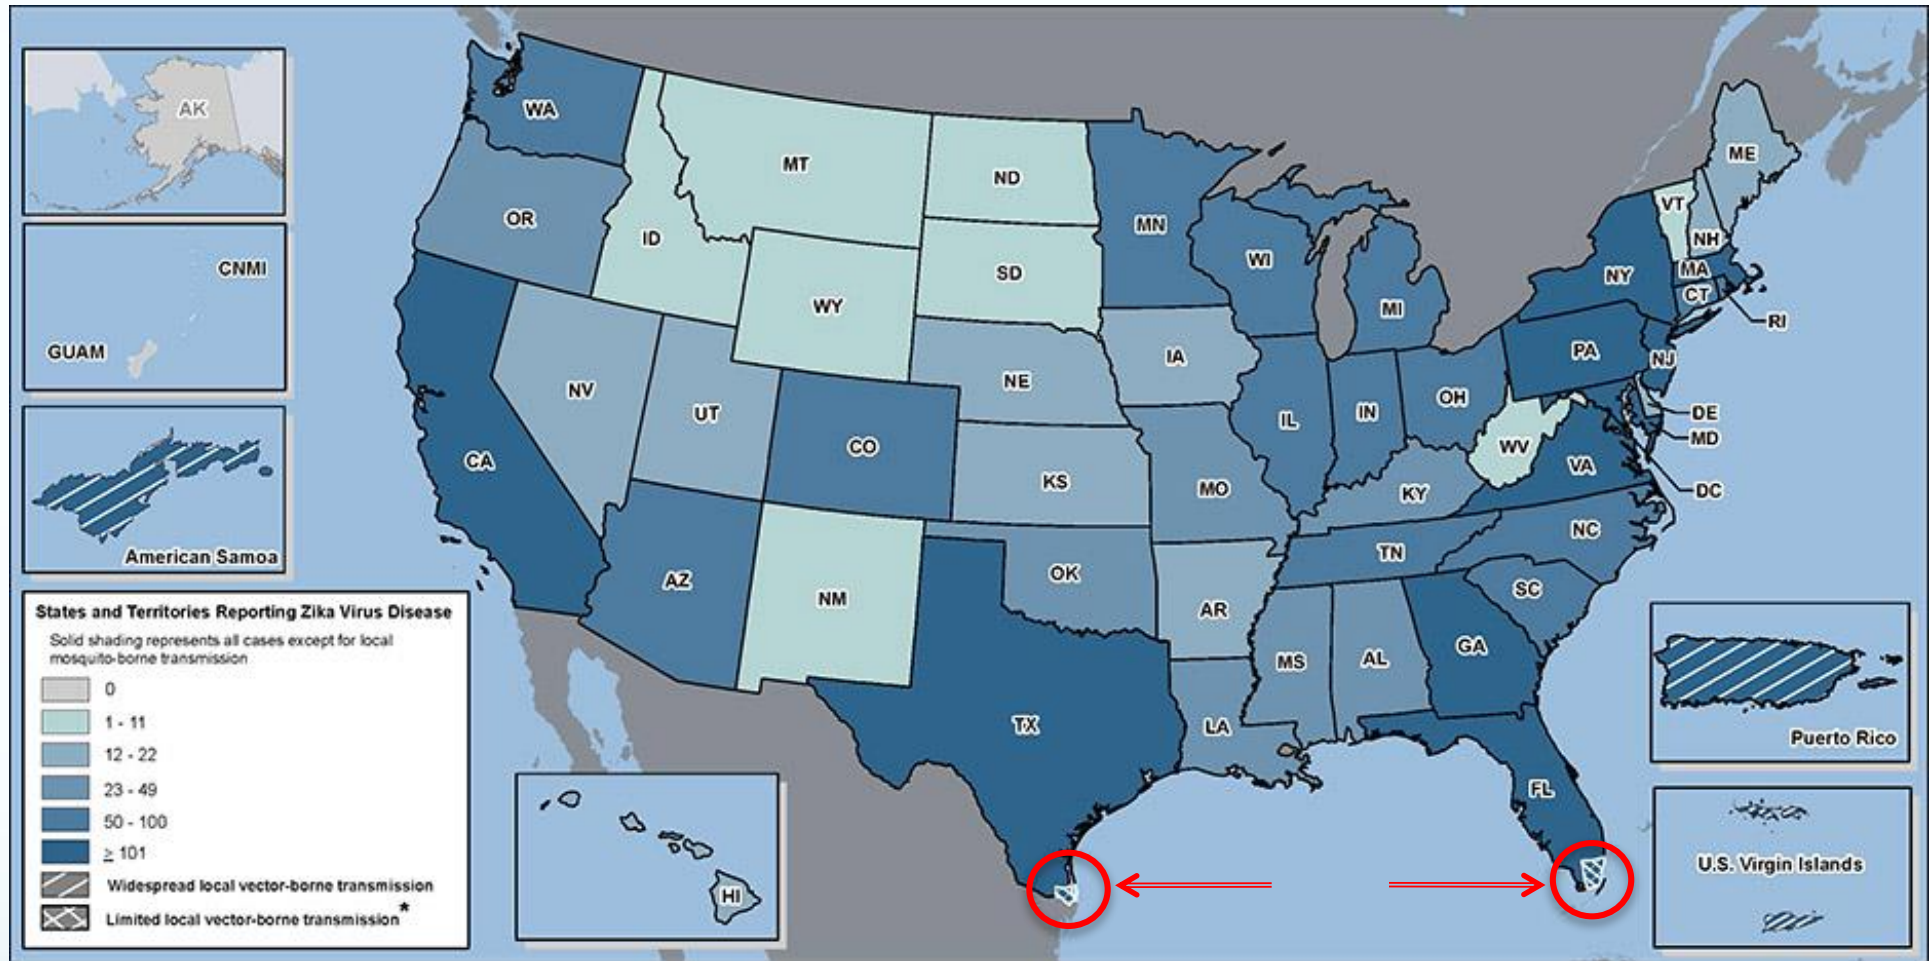 AK
CNMI
GUAM
American Samoa
States and Territories Reporting Zika Virus Disease
Solid shading represents all cases except for local
mosquito-borne transmission
0
1 - 11
12 - 22
23 - 49
50 - 100
≥ 101
Widespread local vector-borne transmission
Limited local vector-borne transmission*
WA
OR
CA
ID
NV
MT
WY
UT
AZ
CO
NM
ND
SD
NE
KS
OK
TX
MN
IA
MO
AR
LA
WI
IL
MS
MI
IN
OH
KY
TN
AL
GA
FL
WV
VA
NC
SC
PA
NY
NJ
VT
NH
ME
MA
CT
RI
DE
MD
DC
HI
Puerto Rico
U.S. Virgin Islands